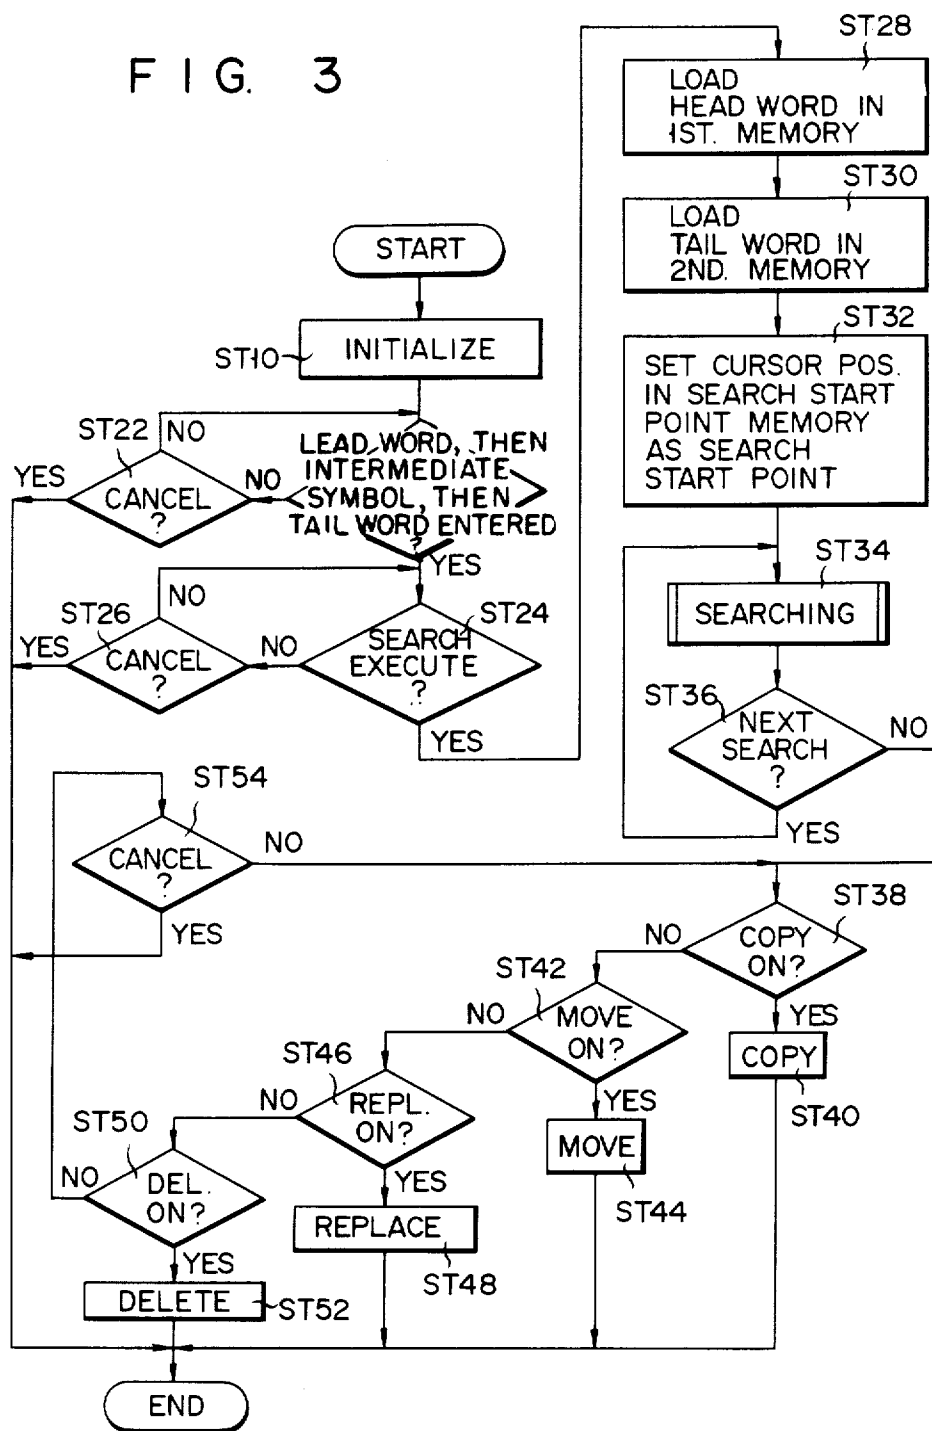 FIG. 3
START
ST10
INITIALIZE
LEAD WORD, THEN
INTERMEDIATE
SYMBOL, THEN
TAIL WORD ENTERED
?
YES
NO
ST22
CANCEL
?
NO
YES
ST24
SEARCH
EXECUTE
?
YES
NO
ST26
CANCEL
?
NO
YES
ST28
LOAD
HEAD WORD IN
1ST. MEMORY
ST30
LOAD
TAIL WORD IN
2ND. MEMORY
ST32
SET CURSOR POS.
IN SEARCH START
POINT MEMORY
AS SEARCH
START POINT
ST34
SEARCHING
ST36
NEXT
SEARCH
?
NO
YES
ST54
CANCEL
?
NO
YES
ST38
COPY
ON?
NO
YES
COPY
ST40
ST42
MOVE
ON?
NO
YES
MOVE
ST44
ST46
REPL.
ON?
NO
YES
REPLACE
ST48
ST50
DEL.
ON?
NO
YES
DELETE
ST52
END